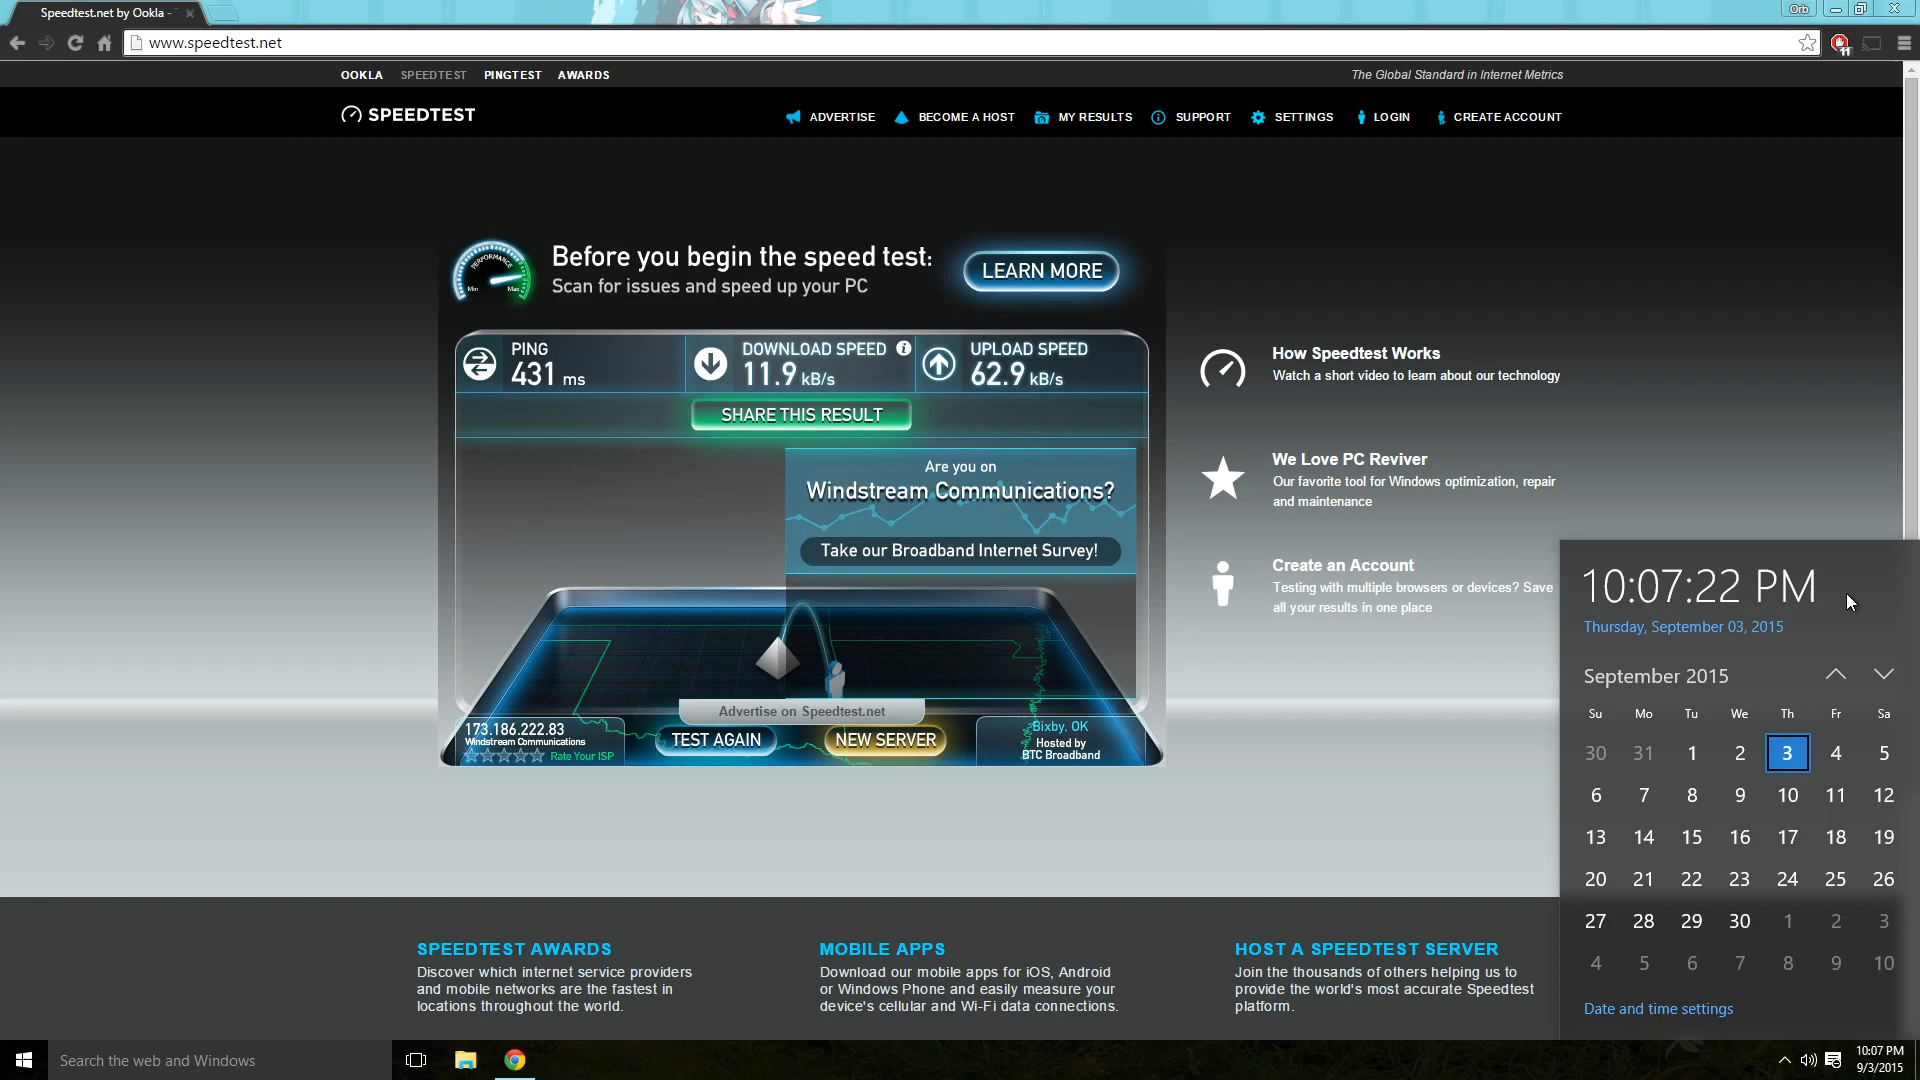 Speedtest.net by Ookla -
Orb
www.speedtest.net
11
OOKLA SPEEDTEST PINGTEST AWARDS
The Global Standard in Internet Metrics
SPEEDTEST
ADVERTISE BECOME A HOST MY RESULTS SUPPORT SETTINGS LOGIN CREATE ACCOUNT
PERFORMANCE
Min Max
Before you begin the speed test:
Scan for issues and speed up your PC
LEARN MORE
PING
431 ms
DOWNLOAD SPEED
11.9 kB/s
UPLOAD SPEED
62.9 kB/s
SHARE THIS RESULT
Are you on
Windstream Communications?
Take our Broadband Internet Survey!
Advertise on Speedtest.net
173.186.222.83
Windstream Communications
Rate Your ISP
TEST AGAIN
NEW SERVER
Bixby, OK
Hosted by
BTC Broadband
How Speedtest Works
Watch a short video to learn about our technology
We Love PC Reviver
Our favorite tool for Windows optimization, repair
and maintenance
Create an Account
Testing with multiple browsers or devices? Save
all your results in one place
10:07:22 PM
Thursday, September 03, 2015
September 2015
Su Mo Tu We Th Fr Sa
30 31 1 2 3 4 5
6 7 8 9 10 11 12
13 14 15 16 17 18 19
20 21 22 23 24 25 26
27 28 29 30 1 2 3
4 5 6 7 8 9 10
Date and time settings
SPEEDTEST AWARDS
Discover which internet service providers
and mobile networks are the fastest in
locations throughout the world.
MOBILE APPS
Download our mobile apps for iOS, Android
or Windows Phone and easily measure your
device's cellular and Wi-Fi data connections.
HOST A SPEEDTEST SERVER
Join the thousands of others helping us to
provide the world's most accurate Speedtest
platform.
Search the web and Windows
10:07 PM
9/3/2015